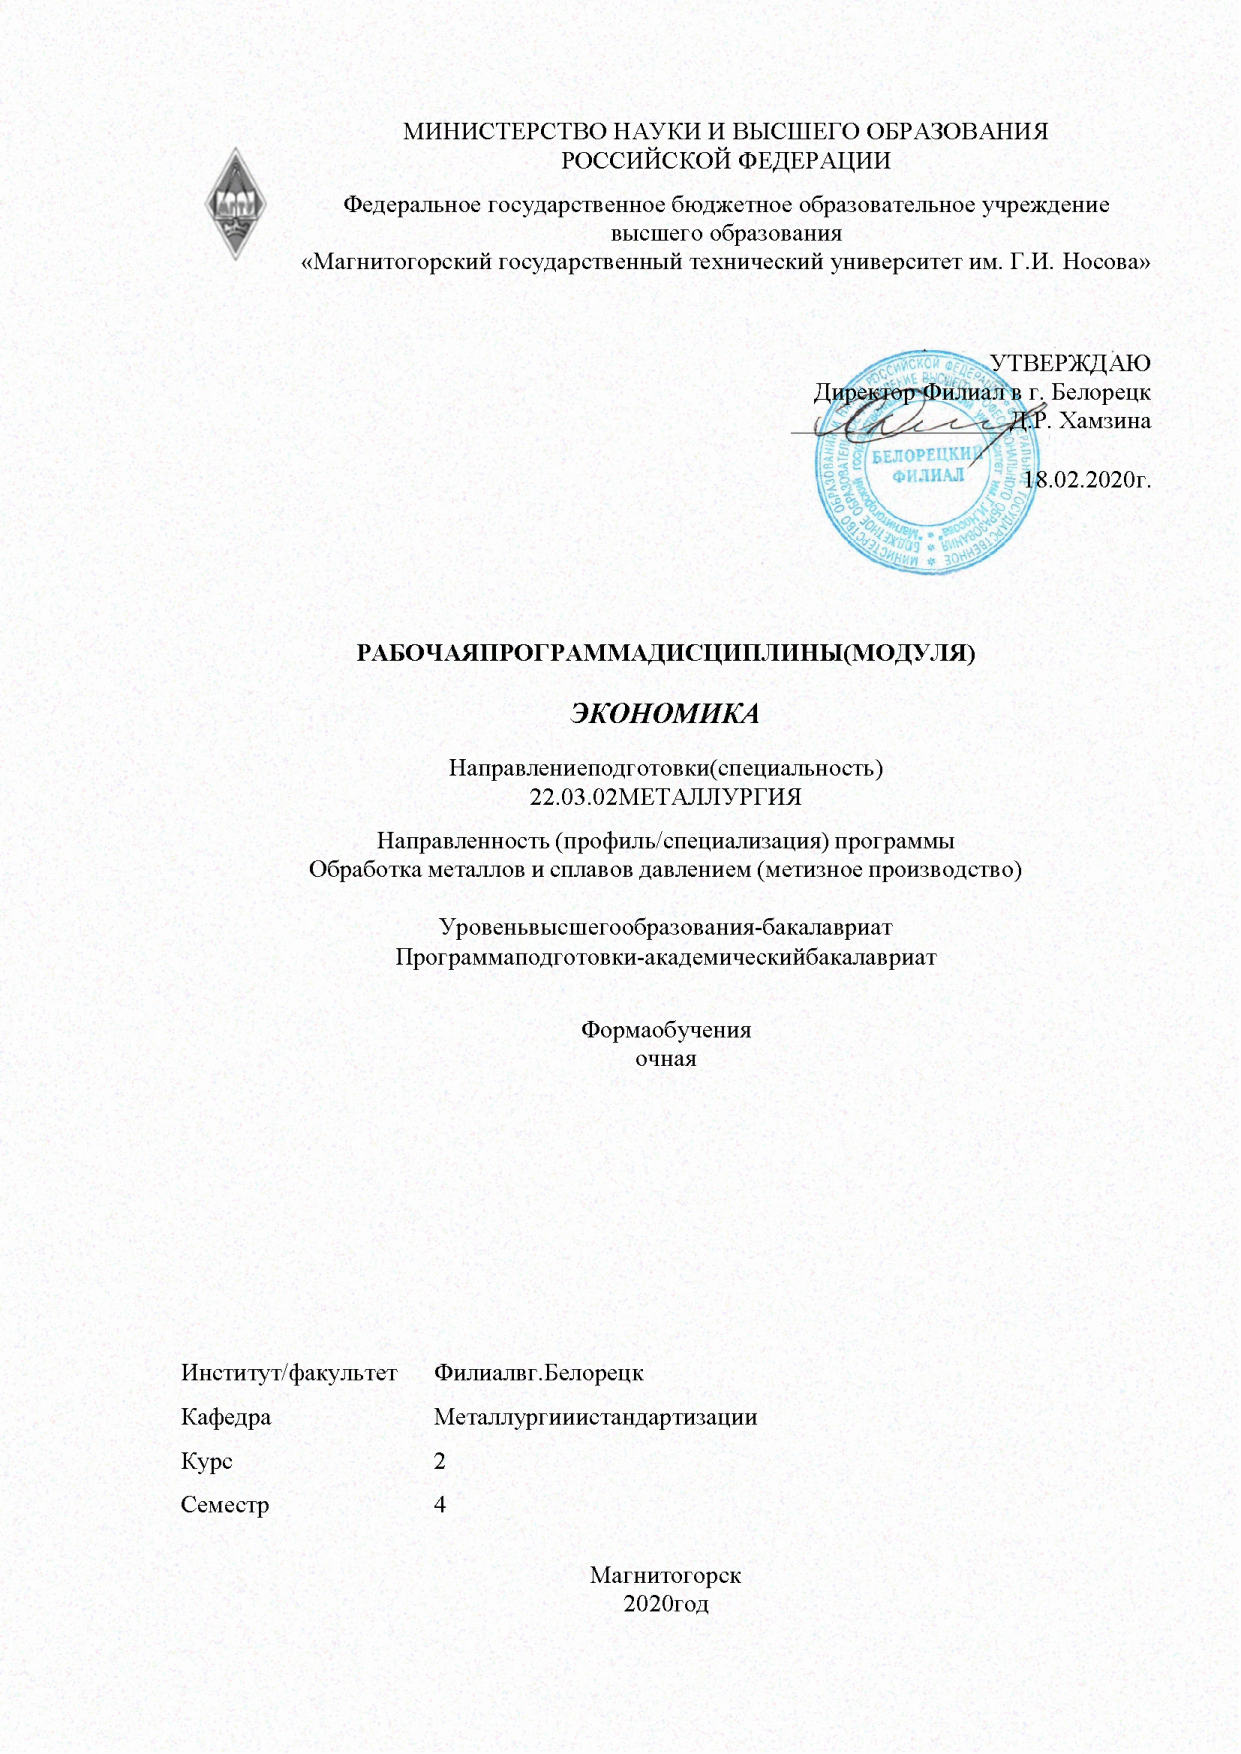 МИНИСТЕРСТВО НАУКИ И ВЫСШЕГО ОБРАЗОВАНИЯ
РОССИЙСКОЙ ФЕДЕРАЦИИ
МГТУ
Федеральное государственное бюджетное образовательное учреждение
высшего образования
«Магнитогорский государственный технический университет им. Г.И. Носова»
УТВЕРЖДАЮ
Директор Филиал в г. Белорецк
Д.Р. Хамзина
БЕЛОРЕЦКИЙ
ФИЛИАЛ
18.02.2020г.
РАБОЧАЯПРОГРАММАДИСЦИПЛИНЫ(МОДУЛЯ)
ЭКОНОМИКА
Направлениеподготовки(специальность)
22.03.02МЕТАЛЛУРГИЯ
Направленность (профиль/специализация) программы
Обработка металлов и сплавов давлением (метизное производство)
Уровеньвысшегообразования-бакалавриат
Программаподготовки-академическийбакалавриат
Формаобучения
очная
Институт/факультет Филиалвг.Белорецк
Кафедра Металлургииистандартизации
Курс 2
Семестр 4
Магнитогорск
2020год